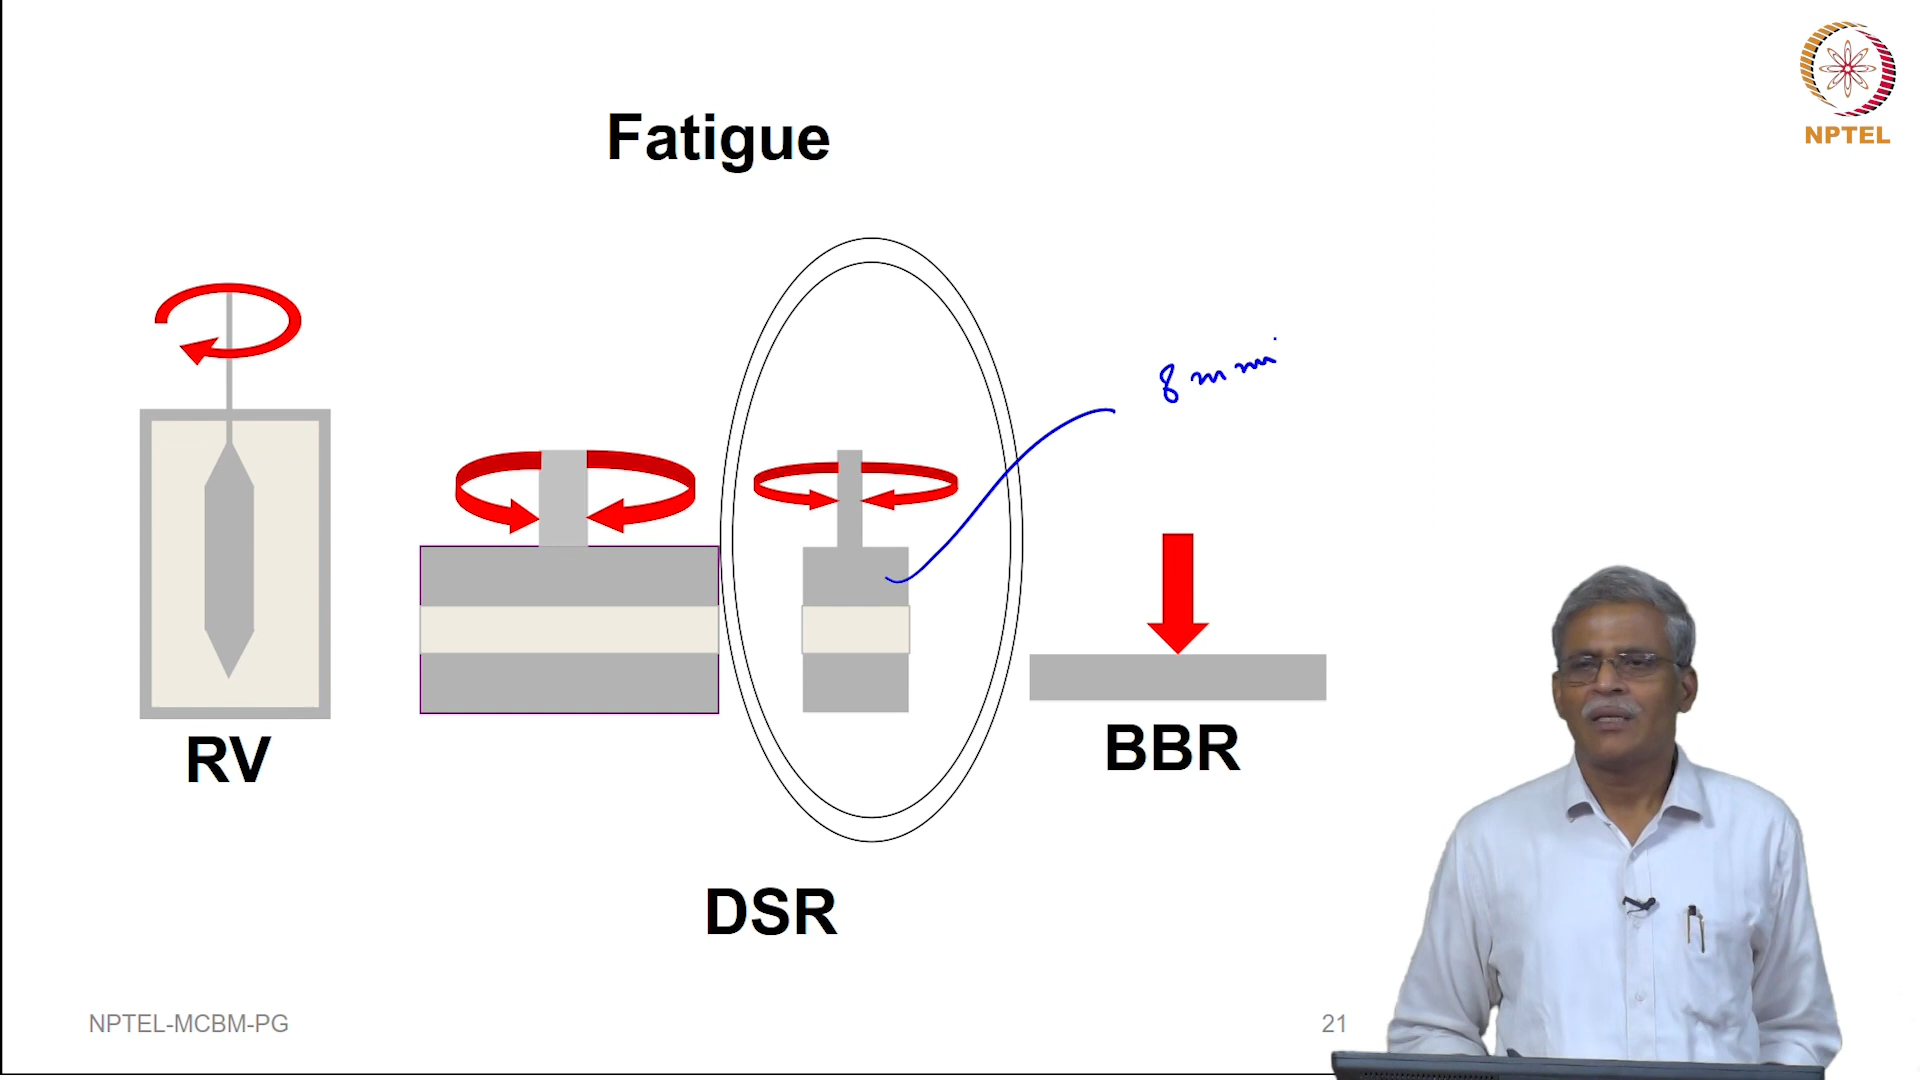 NPTEL
Fatigue
8 mm
RV
BBR
DSR
NPTEL-MCBM-PG
21